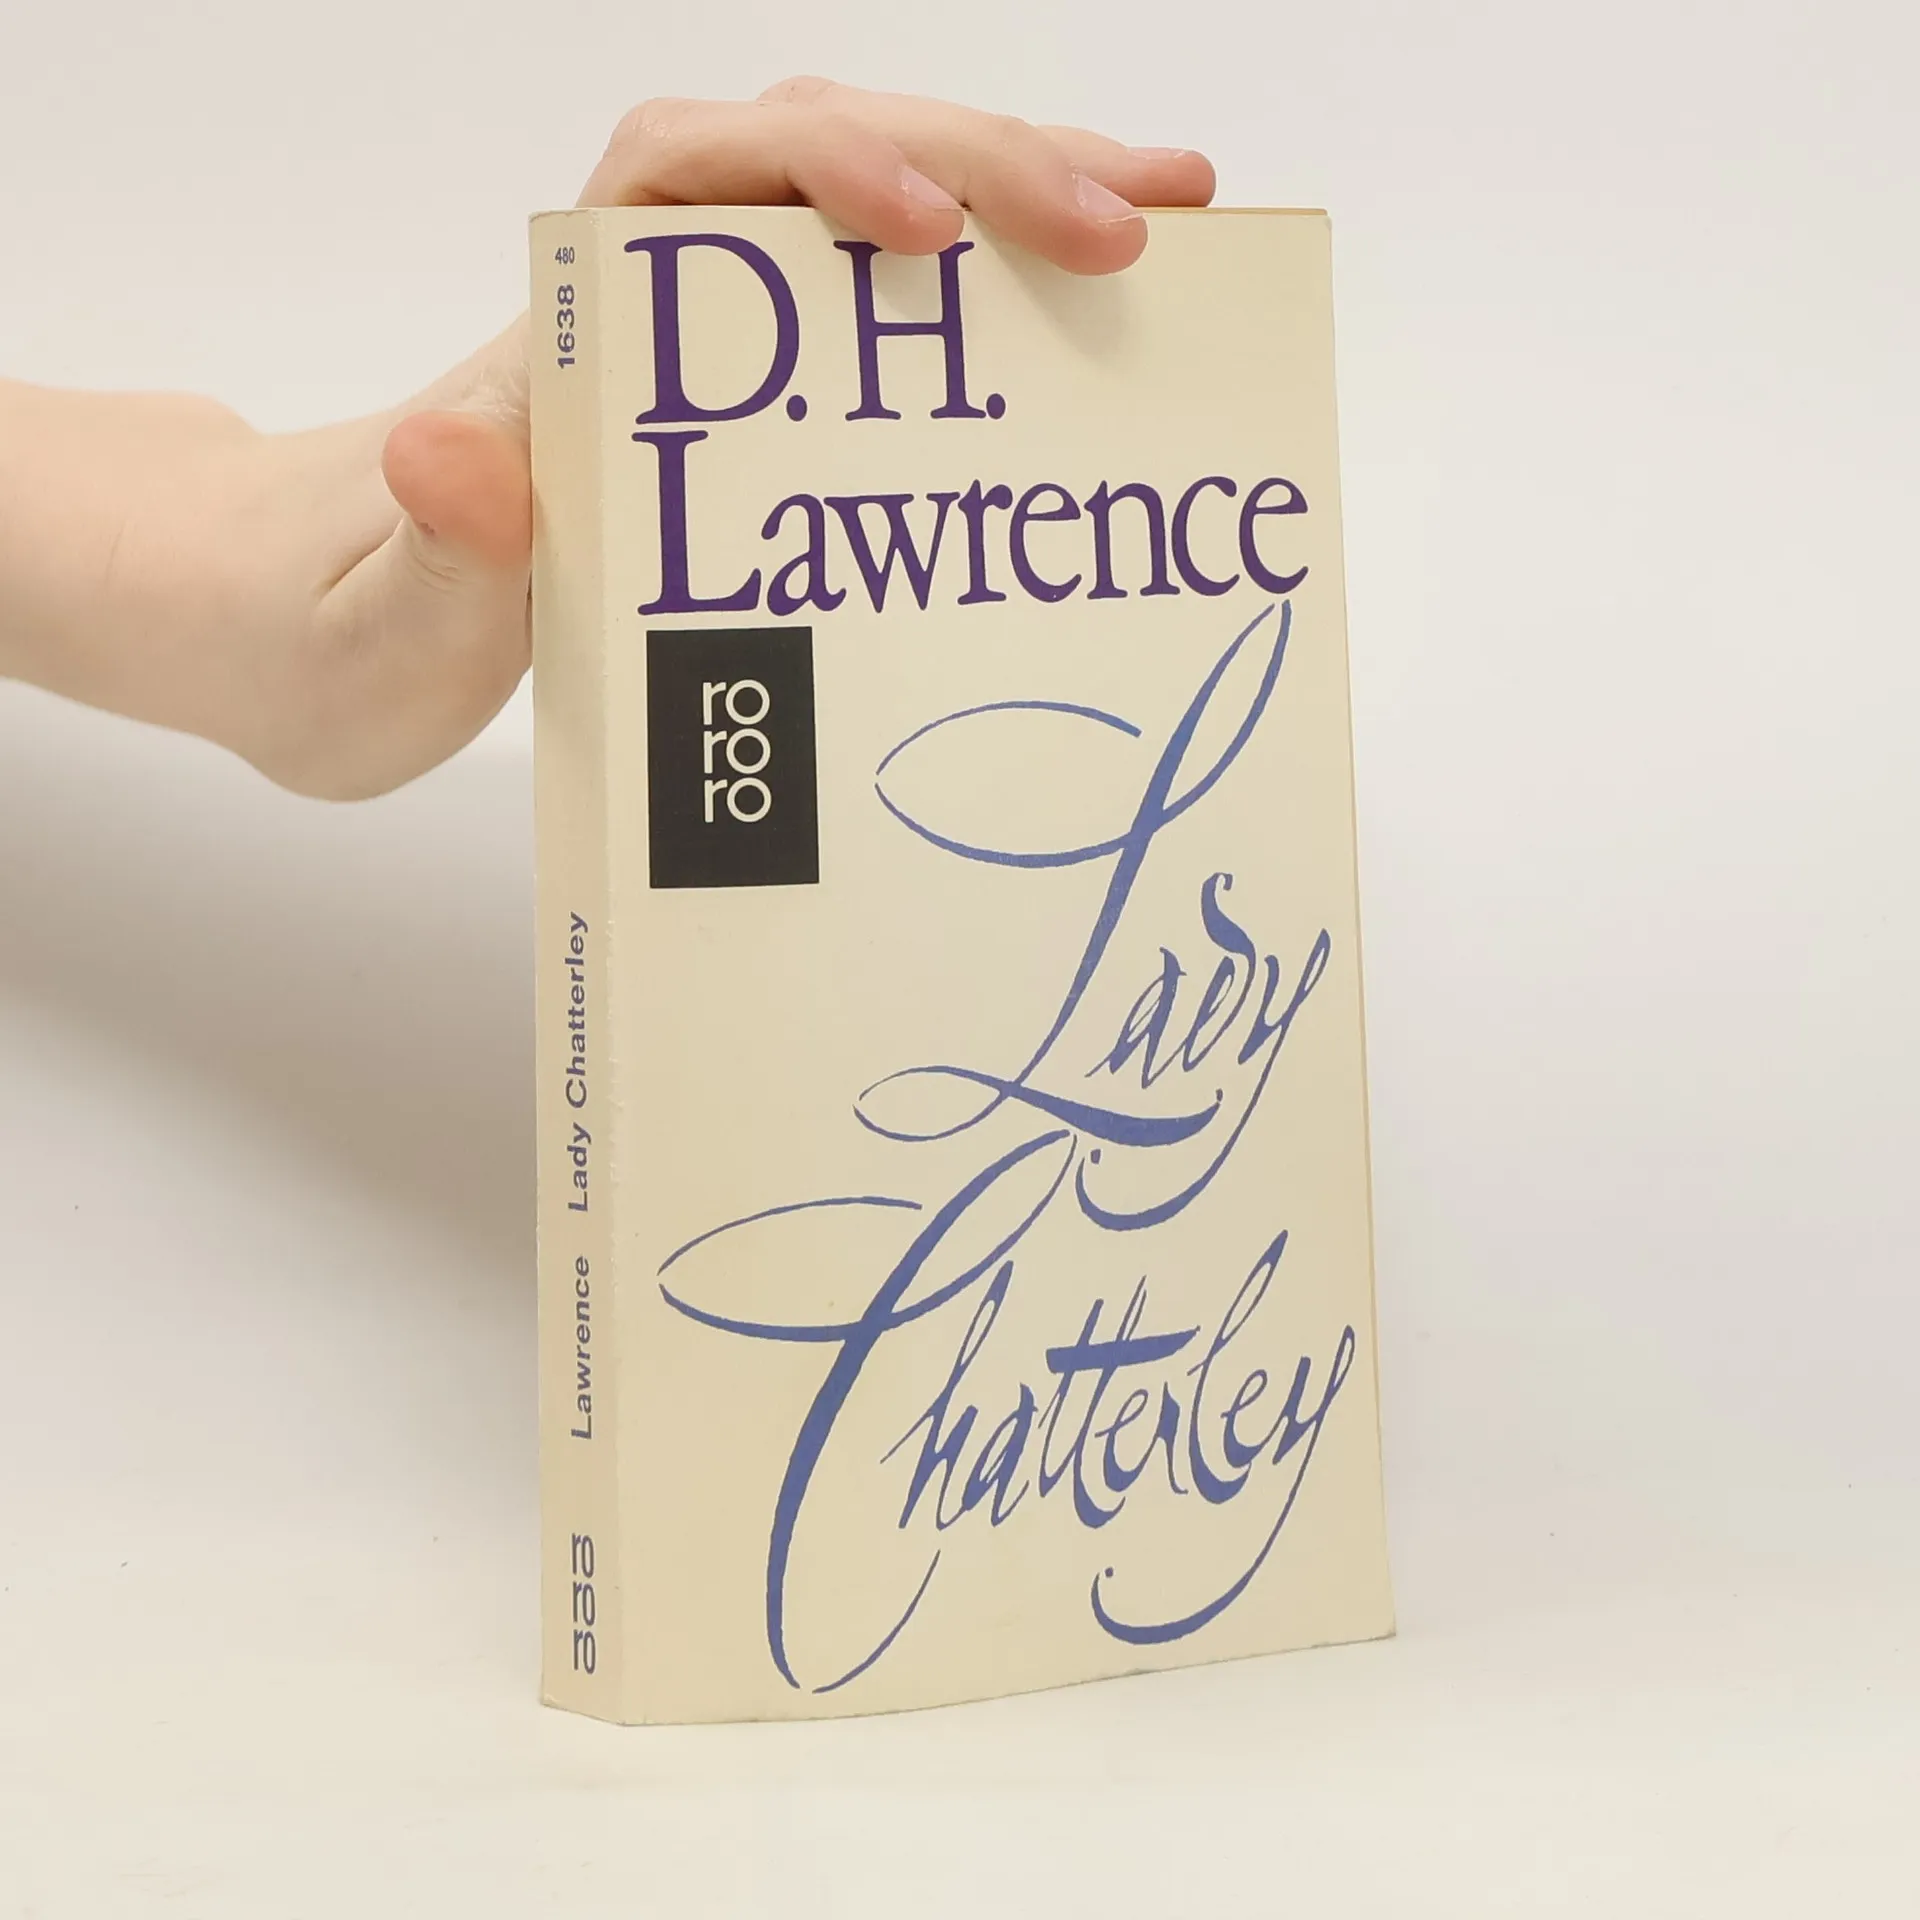 480
1638
Lawrence Lady Chatterley
ro
ro
ro
D. H.
Lawrence
ro
ro
ro
Lady
Chatterley